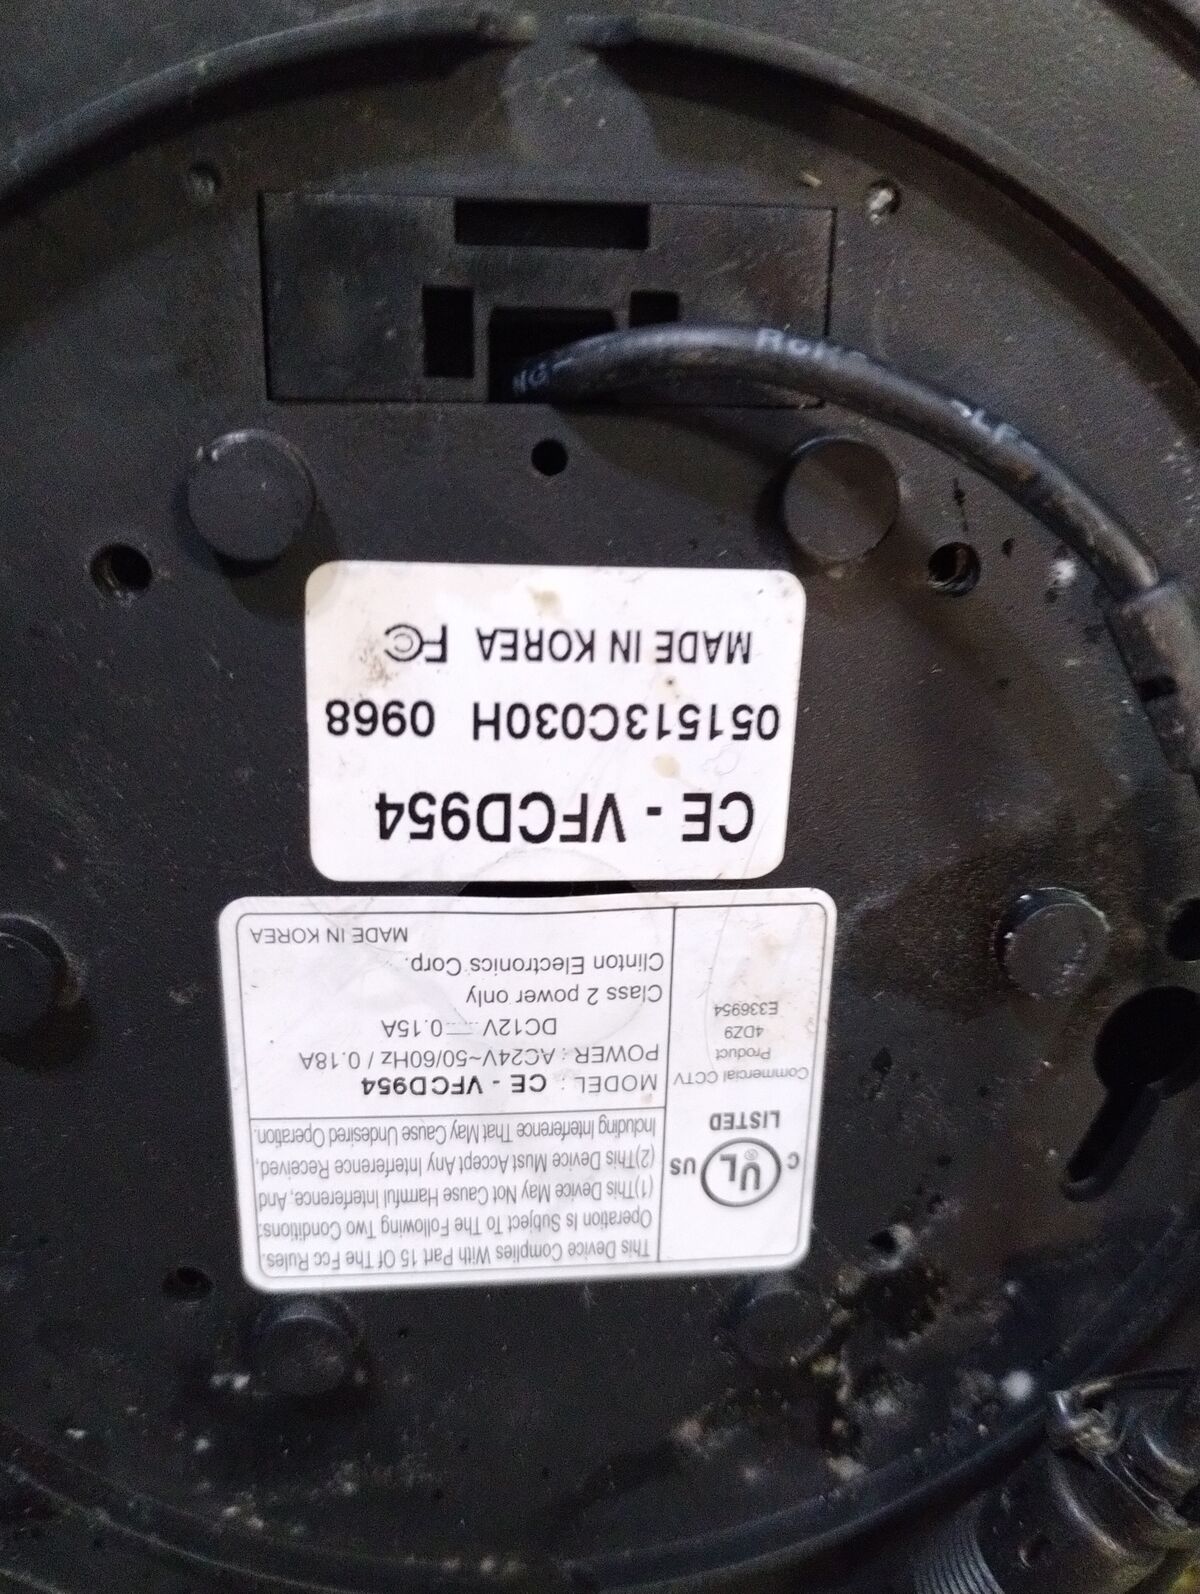 This Device Complies With Part 15 Of The Fcc Rules.
Operation Is Subject To The Following Two Conditions:
(1)This Device May Not Cause Harmful Interference, And
(2)This Device Must Accept Any Interference Received,
Including Interference That May Cause Undesired Operation.
C UL ® US
LISTED
Commercial CCTV
Product
4DZ9
E336954
MODEL : CE - VFCD954
POWER : AC24V~50/60Hz / 0.18A
DC12V 0.15A
Class 2 power only
Clinton Electronics Corp.
MADE IN KOREA
CE - VFCD954
051513C030H 0968
MADE IN KOREA FC